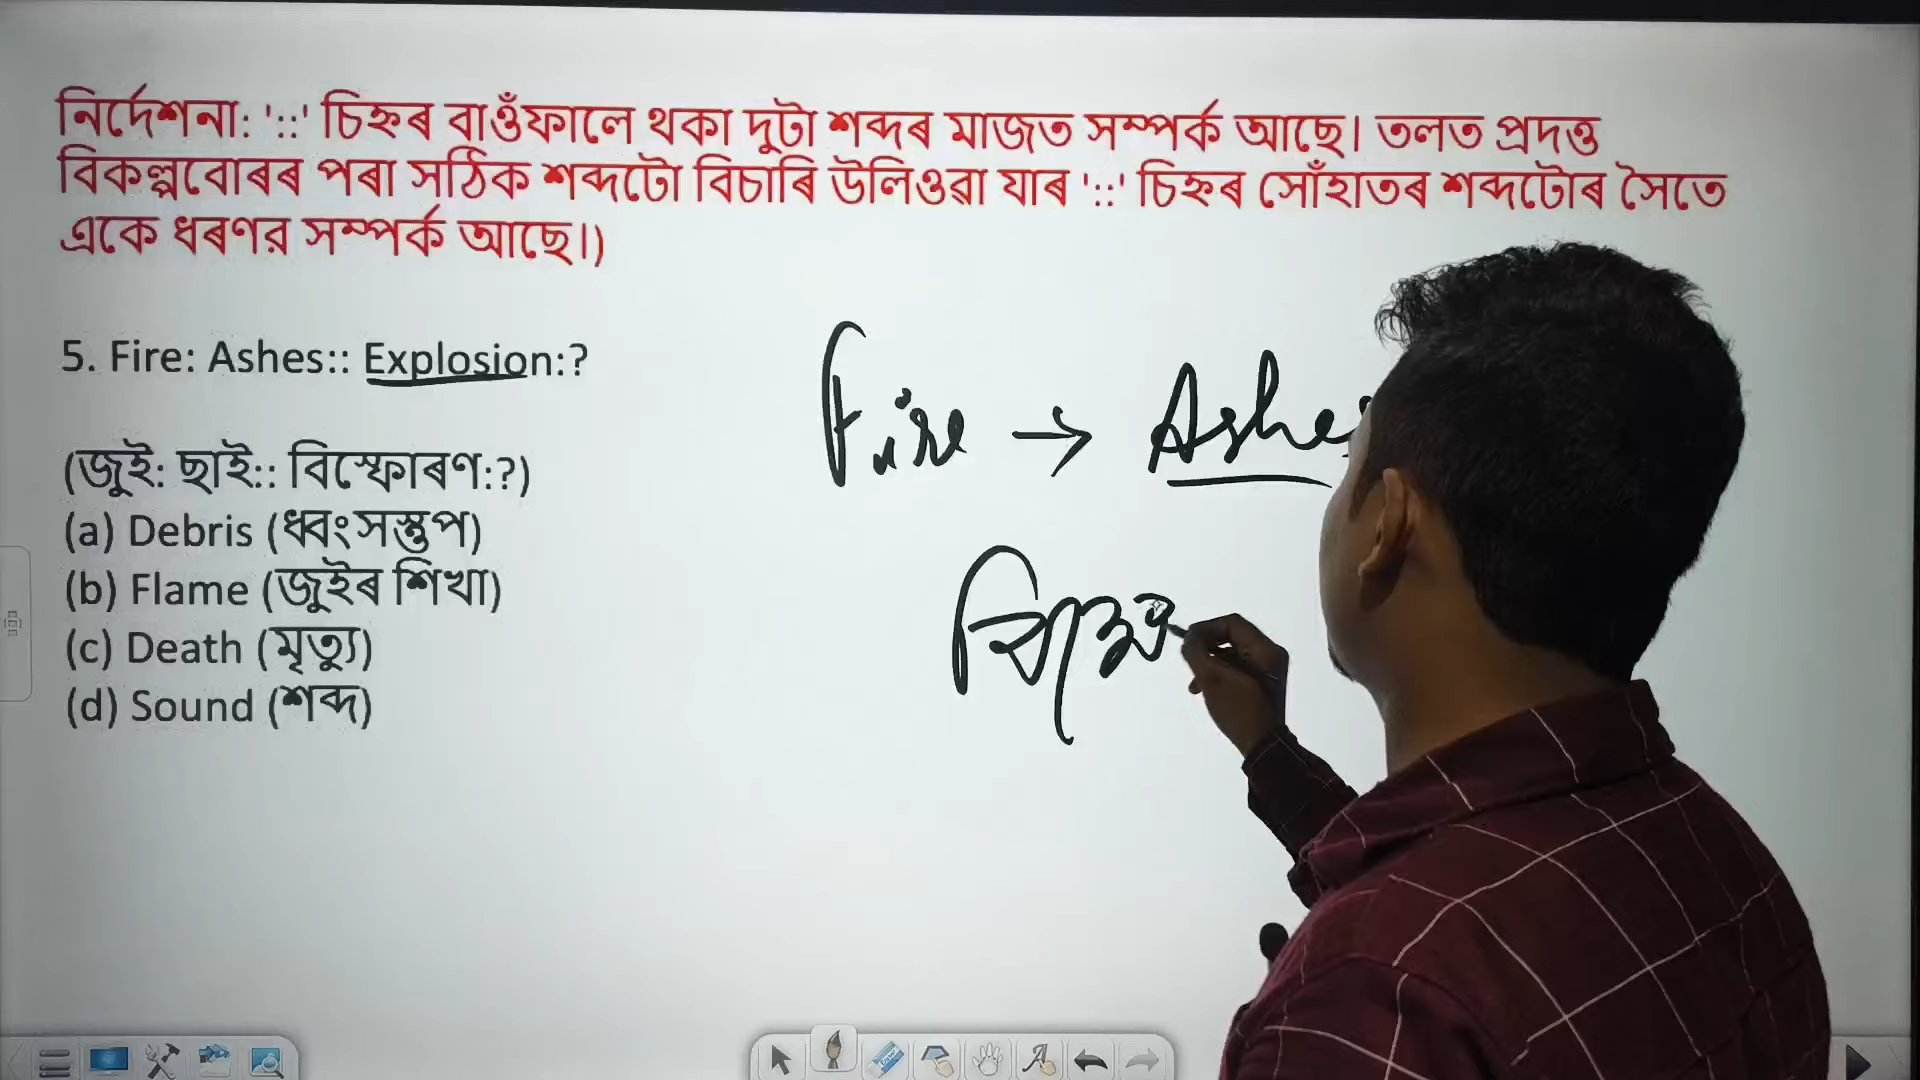 নিৰ্দেশনা: '::' চিহ্নৰ বাওঁফালে থকা দুটা শব্দৰ মাজত সম্পৰ্ক আছে। তলত প্ৰদত্ত
বিকল্পবোৰৰ পৰা সঠিক শব্দটো বিচাৰি উলিওৱা যাৰ '::' চিহ্নৰ সোঁহাতৰ শব্দটোৰ সৈতে
একে ধৰণৰ সম্পৰ্ক আছে।)
5. Fire: Ashes:: Explosion:?
Fire → Ashe
(জুই: ছাই:: বিস্ফোৰণ:?)
(a) Debris (ধ্বংসস্তুপ)
(b) Flame (জুইৰ শিখা)
(c) Death (মৃত্যু)
(d) Sound (শব্দ)